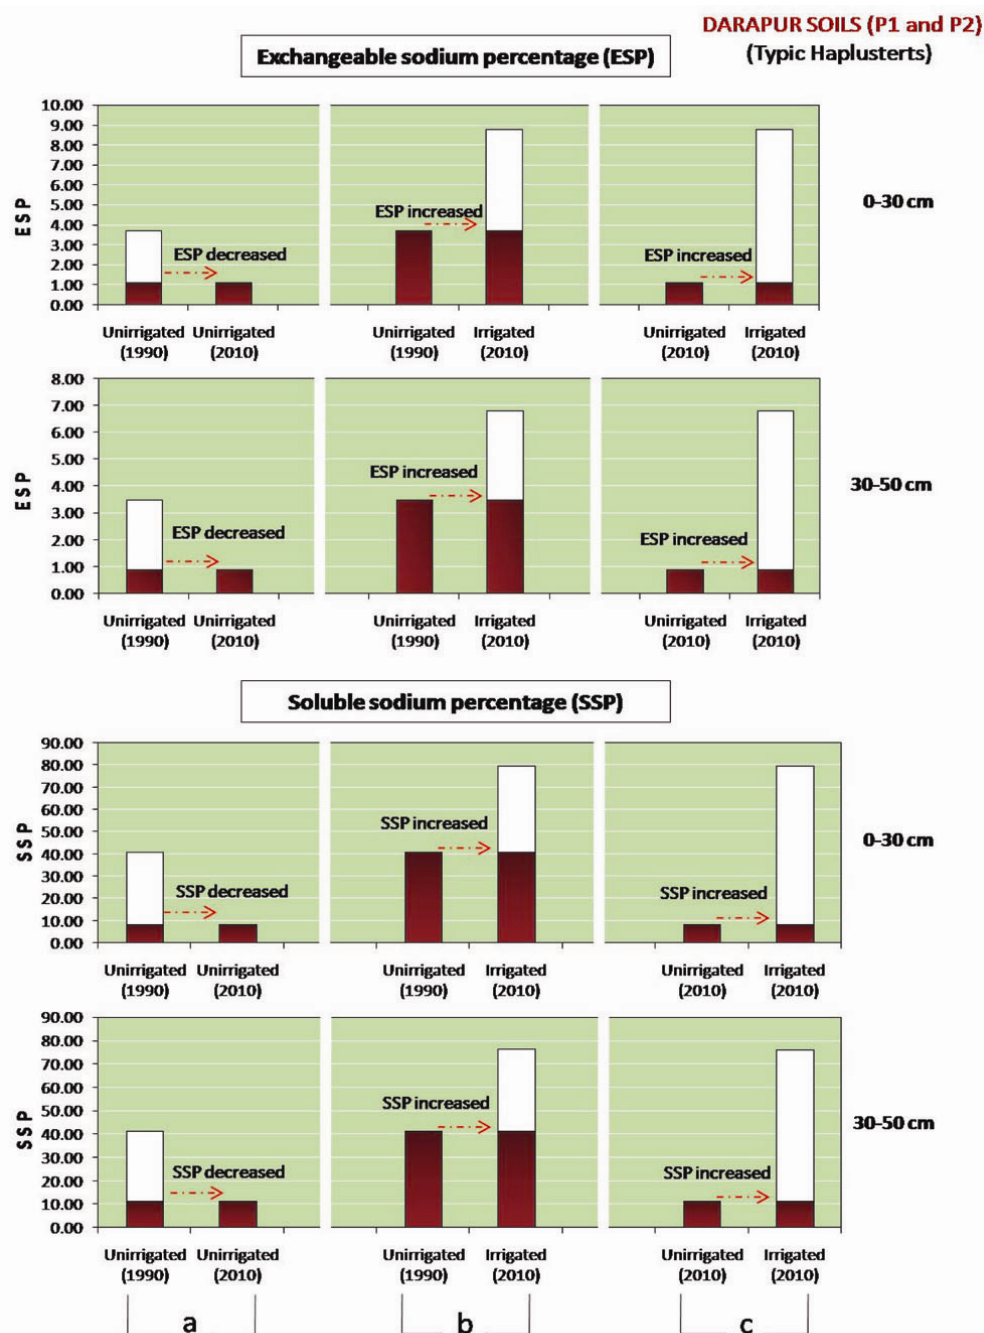 DARAPUR SOILS (P1 and P2)
(Typic Haplusterts)
Exchangeable sodium percentage (ESP)
10.00
9.00
8.00
7.00
6.00
5.00
4.00
3.00
2.00
1.00
0.00
ESP
ESP decreased
ESP increased
ESP increased
0-30 cm
Unirrigated Unirrigated Unirrigated Irrigated Unirrigated Irrigated
(1990) (2010) (1990) (2010) (2010) (2010)
8.00
7.00
6.00
5.00
4.00
3.00
2.00
1.00
0.00
ESP
ESP decreased
ESP increased
ESP increased
30-50 cm
Unirrigated Unirrigated Unirrigated Irrigated Unirrigated Irrigated
(1990) (2010) (1990) (2010) (2010) (2010)
Soluble sodium percentage (SSP)
90.00
80.00
70.00
60.00
50.00
40.00
30.00
20.00
10.00
0.00
SSP
SSP decreased
SSP increased
SSP increased
0-30 cm
Unirrigated Unirrigated Unirrigated Irrigated Unirrigated Irrigated
(1990) (2010) (1990) (2010) (2010) (2010)
90.00
80.00
70.00
60.00
50.00
40.00
30.00
20.00
10.00
0.00
SSP
SSP decreased
SSP increased
SSP increased
30-50 cm
Unirrigated Unirrigated Unirrigated Irrigated Unirrigated Irrigated
(1990) (2010) (1990) (2010) (2010) (2010)
a b c